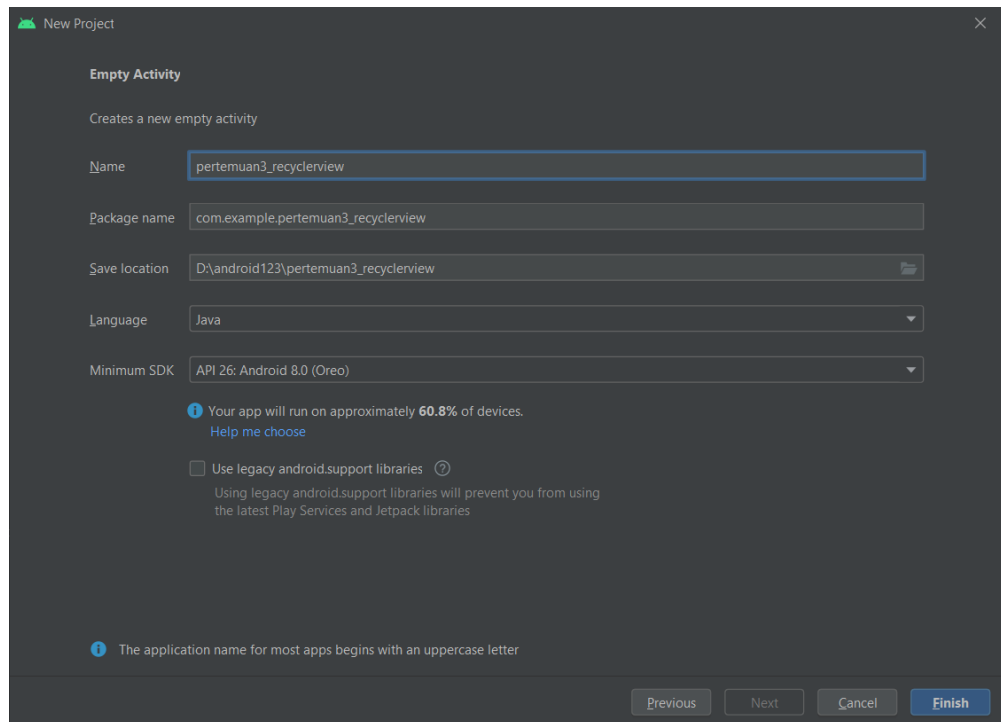 New Project
Empty Activity
Creates a new empty activity
Name
pertemuan3_recyclerview
Package name
com.example.pertemuan3_recyclerview
Save location
D:\android123\pertemuan3_recyclerview
Language
Java
Minimum SDK
API 26: Android 8.0 (Oreo)
Your app will run on approximately 60.8% of devices.
Help me choose
Use legacy android.support libraries
Using legacy android.support libraries will prevent you from using
the latest Play Services and Jetpack libraries
The application name for most apps begins with an uppercase letter
Previous
Next
Cancel
Finish